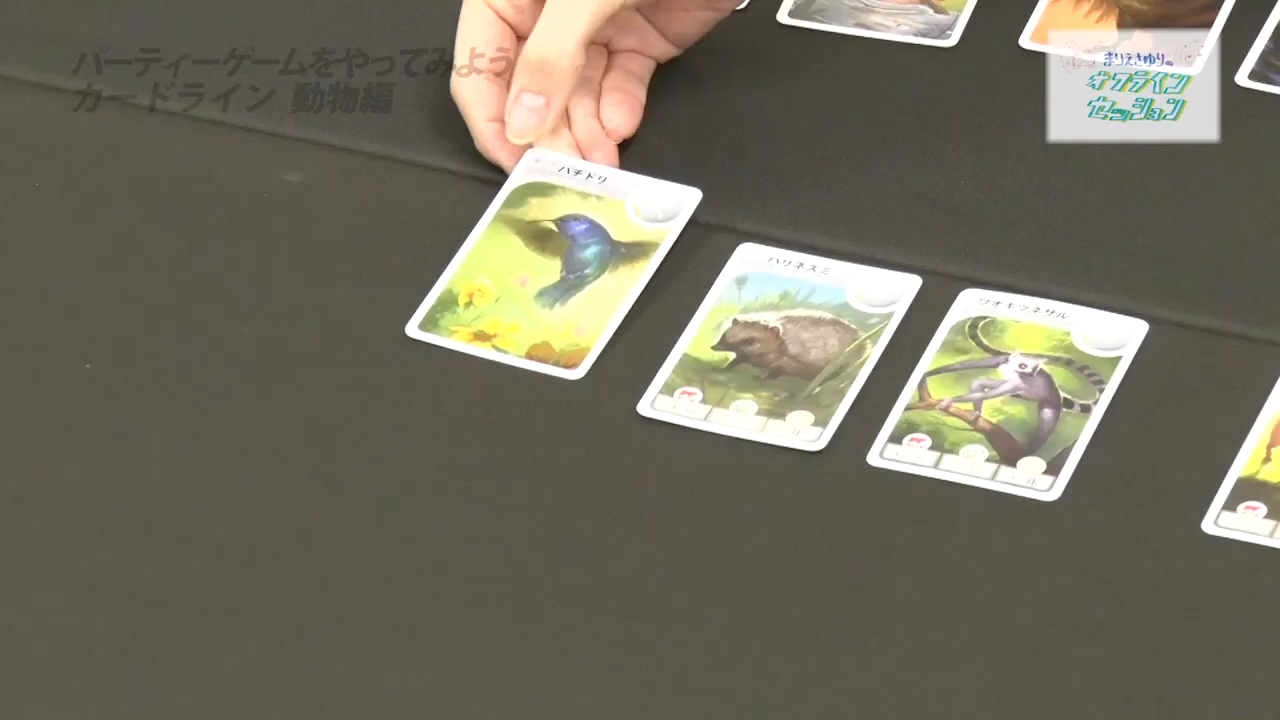 パーティーゲームをやってみよう
カードライン 動物編
まりえさゆりの
オフライン
セッション
ハチドリ
ハリネズミ
ワオキツネザル